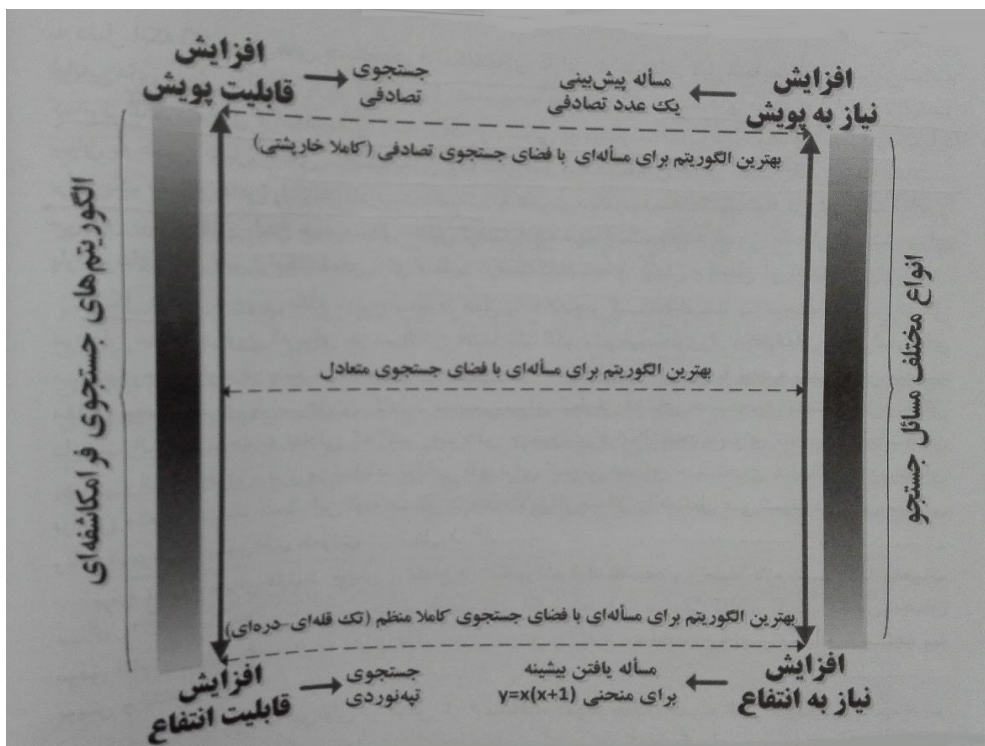 افزایش
نیاز به پویش
مسأله پیش‌بینی
یک عدد تصادفی
جستجوی
تصادفی
افزایش
قابلیت پویش
بهترین الگوریتم برای مسأله‌ای با فضای جستجوی تصادفی (کاملا خارپشتی)
انواع مختلف مسائل جستجو
بهترین الگوریتم برای مسأله‌ای با فضای جستجوی متعادل
الگوریتم‌های جستجوی فرامکاشفه‌ای
بهترین الگوریتم برای مسأله‌ای با فضای جستجوی کاملا منظم (تک قله‌ای-دره‌ای)
افزایش
نیاز به انتفاع
مسأله یافتن بیشینه
برای منحنی y=x(x+1)
جستجوی
تپه‌نوردی
افزایش
قابلیت انتفاع